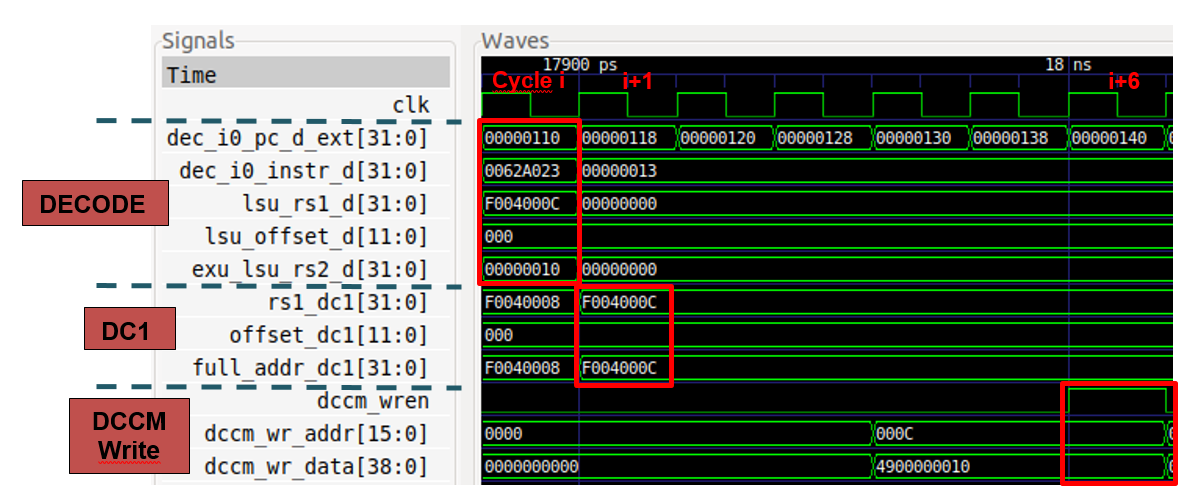 Signals Waves
Time 17900 ps 18 ns
Cycle i i+1 i+6
clk
dec_i0_pc_d_ext[31:0] 00000110 00000118 00000120 00000128 00000130 00000138 00000140
dec_i0_instr_d[31:0] 0062A023 00000013
DECODE lsu_rs1_d[31:0] F004000C 00000000
lsu_offset_d[11:0] 000
exu_lsu_rs2_d[31:0] 00000010 00000000
rs1_dc1[31:0] F0040008 F004000C
DC1 offset_dc1[11:0] 000
full_addr_dc1[31:0] F0040008 F004000C
dccm_wren
DCCM
Write dccm_wr_addr[15:0] 0000 000C
dccm_wr_data[38:0] 0000000000 4900000010